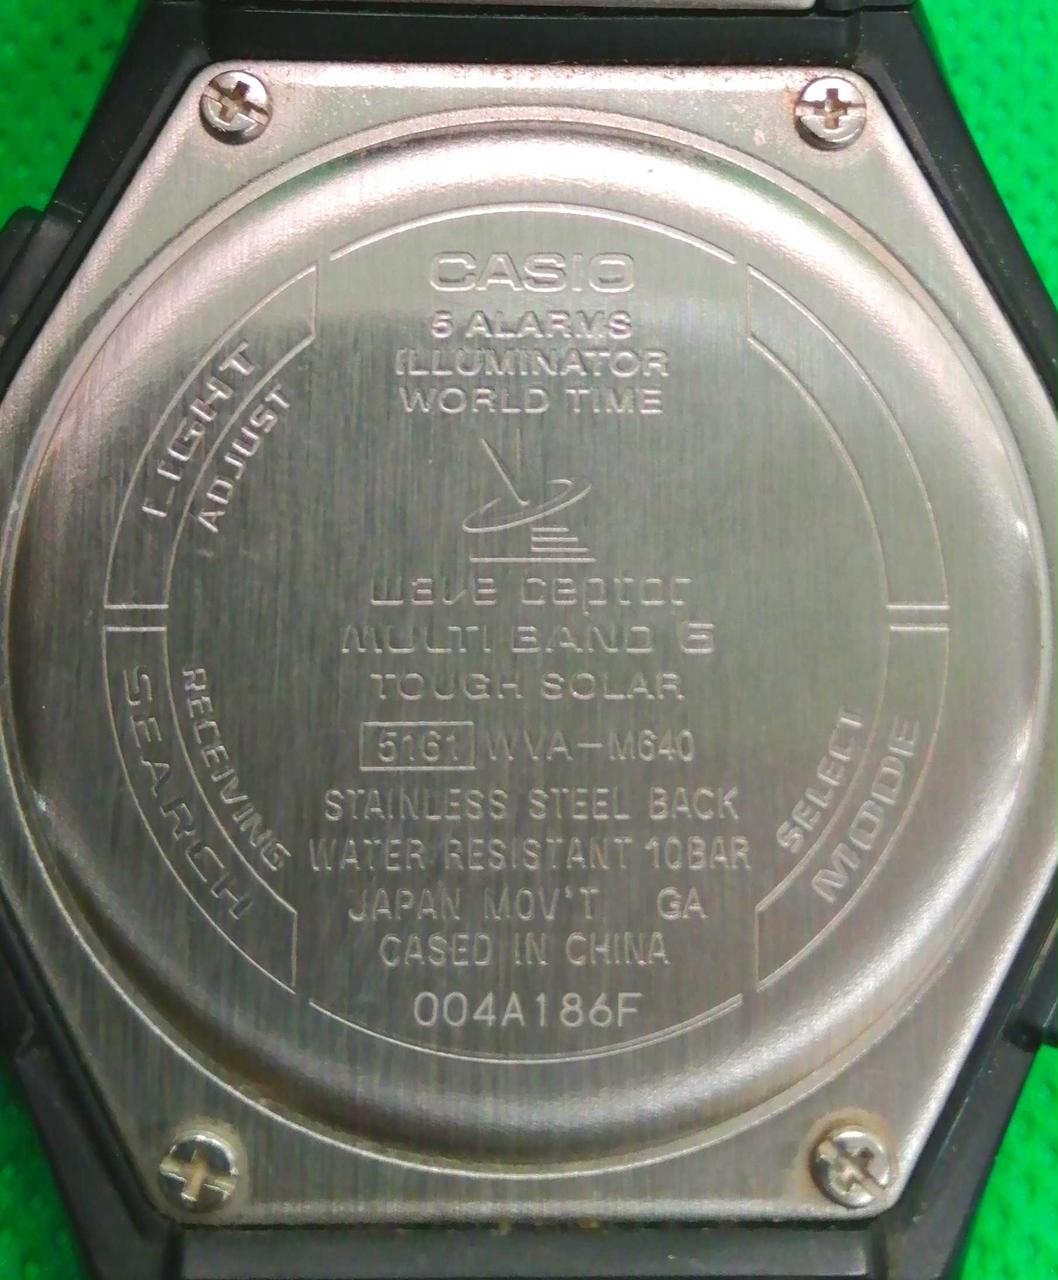 CASIO
5 ALARMS
ILLUMINATOR
WORLD TIME
LIGHT
ADJUST
wave ceptor
MULTI BAND 6
TOUGH SOLAR
5161 WVA-M640
STAINLESS STEEL BACK
WATER RESISTANT 10BAR
JAPAN MOV'T GA
CASED IN CHINA
004A186F
RECEIVING
SEARCH
SELECT
MODE